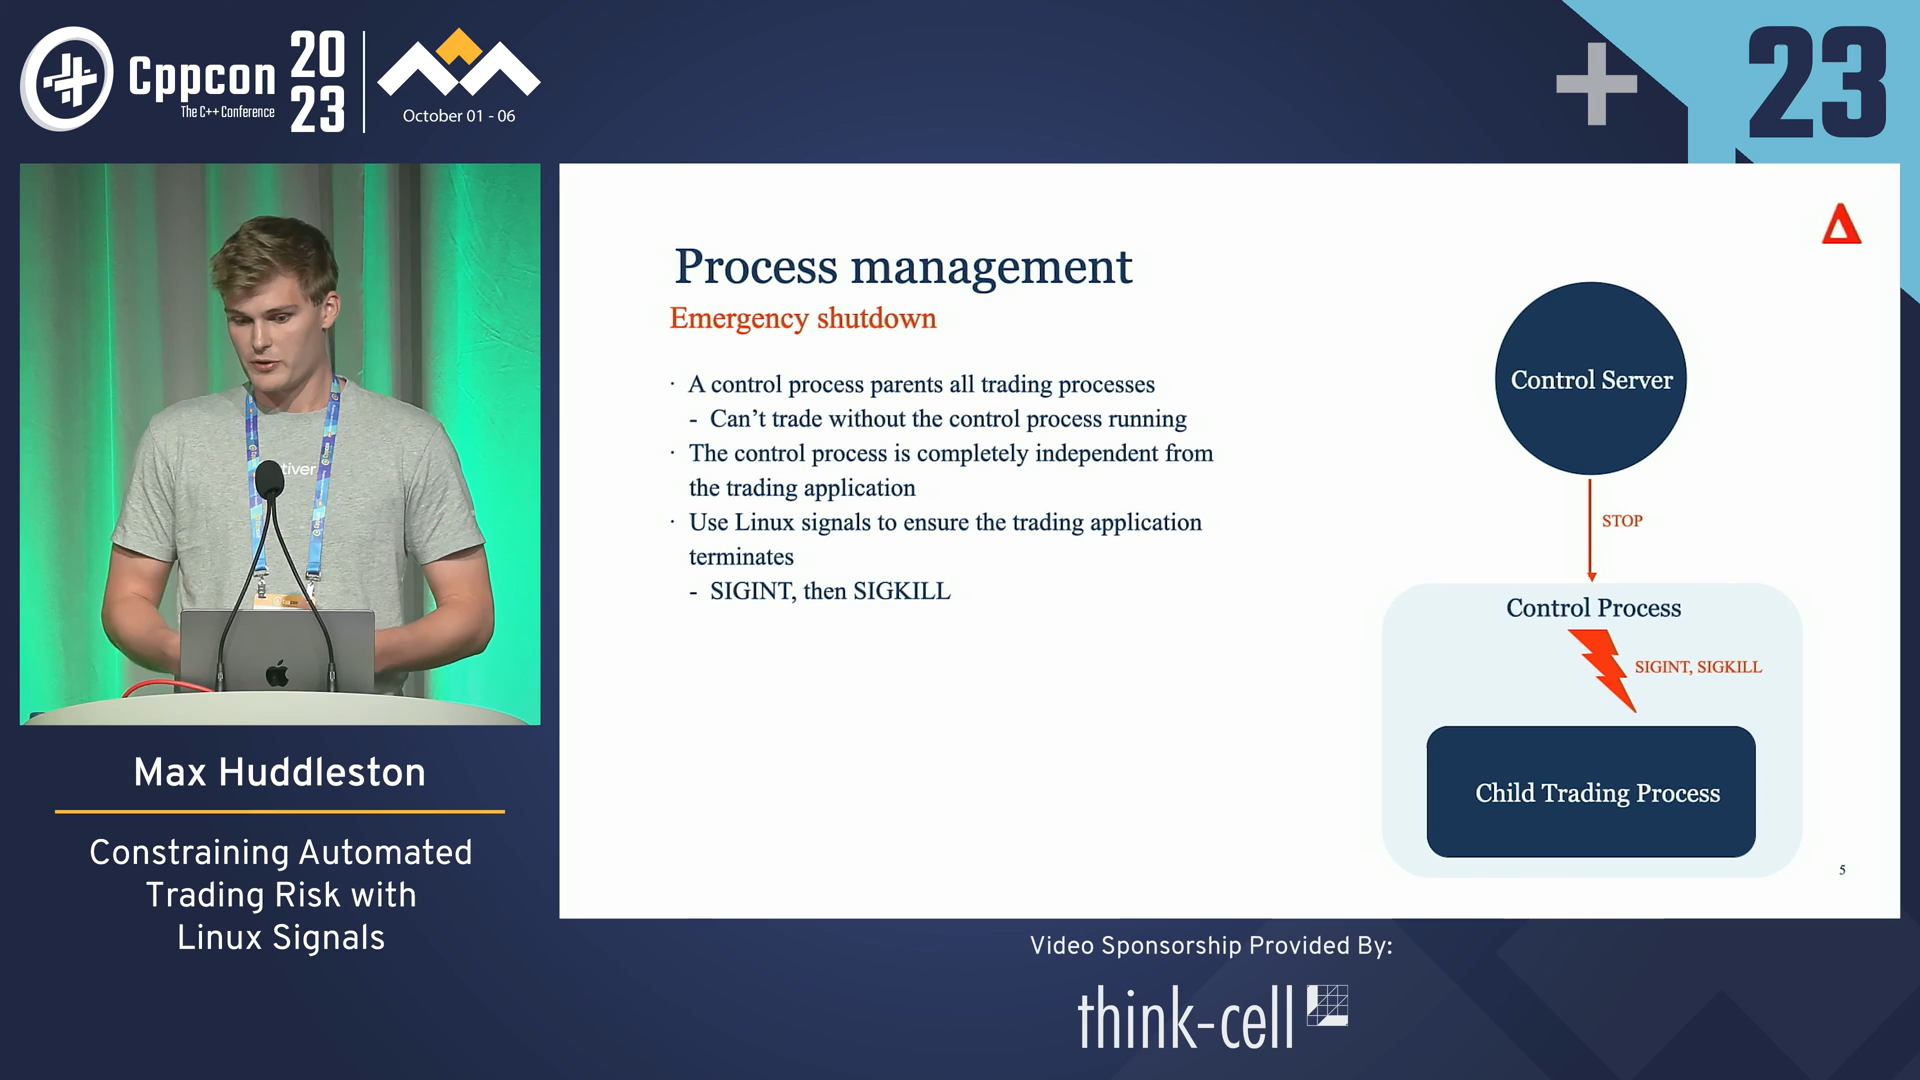 Cppcon
The C++ Conference
20
23
October 01 - 06
23
tiver
Max Huddleston
Constraining Automated
Trading Risk with
Linux Signals
Process management
Emergency shutdown
· A control process parents all trading processes
- Can’t trade without the control process running
· The control process is completely independent from
the trading application
· Use Linux signals to ensure the trading application
terminates
- SIGINT, then SIGKILL
Control Server
STOP
Control Process
SIGINT, SIGKILL
Child Trading Process
5
Video Sponsorship Provided By:
think-cell